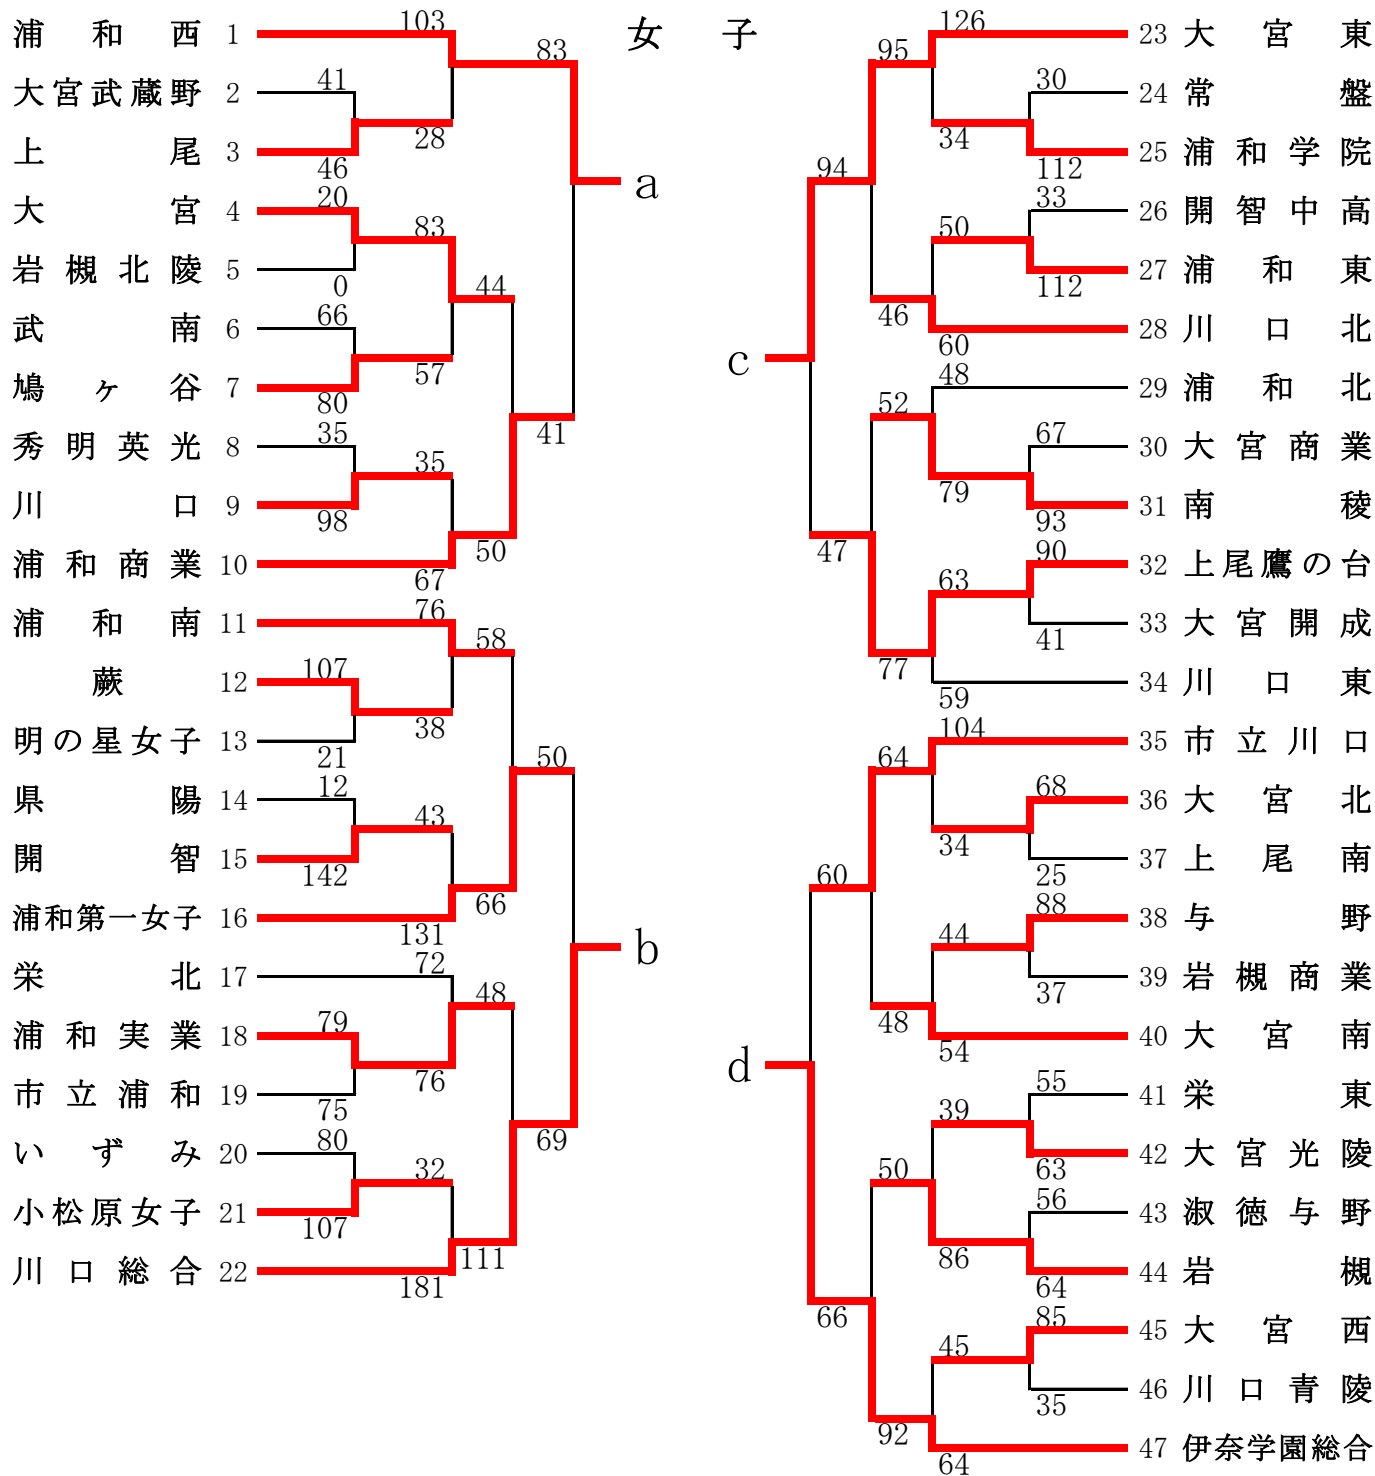 女 子
浦和西 1
大宮武蔵野 2
上尾 3
大宮 4
岩槻北陵 5
武南 6
鳩ヶ谷 7
秀明英光 8
川口 9
浦和商業 10
浦和南 11
蕨 12
明の星女子 13
県陽 14
開智 15
浦和第一女子 16
栄北 17
浦和実業 18
市立浦和 19
いずみ 20
小松原女子 21
川口総合 22
41
46
20
0
66
80
35
98
107
21
12
142
79
75
80
107
103
28
83
57
35
67
76
38
43
131
72
76
32
181
44
50
58
66
48
111
83
41
50
69
a
b
c
d
94
47
60
66
95
46
52
77
64
48
50
92
126
34
50
60
48
79
63
59
104
34
44
54
39
86
45
64
30
112
33
112
67
93
90
41
68
25
88
37
55
63
56
64
85
35
23 大宮東
24 常盤
25 浦和学院
26 開智中高
27 浦和東
28 川口北
29 浦和北
30 大宮商業
31 南稜
32 上尾鷹の台
33 大宮開成
34 川口東
35 市立川口
36 大宮北
37 上尾南
38 与野
39 岩槻商業
40 大宮南
41 栄東
42 大宮光陵
43 淑徳与野
44 岩槻
45 大宮西
46 川口青陵
47 伊奈学園総合